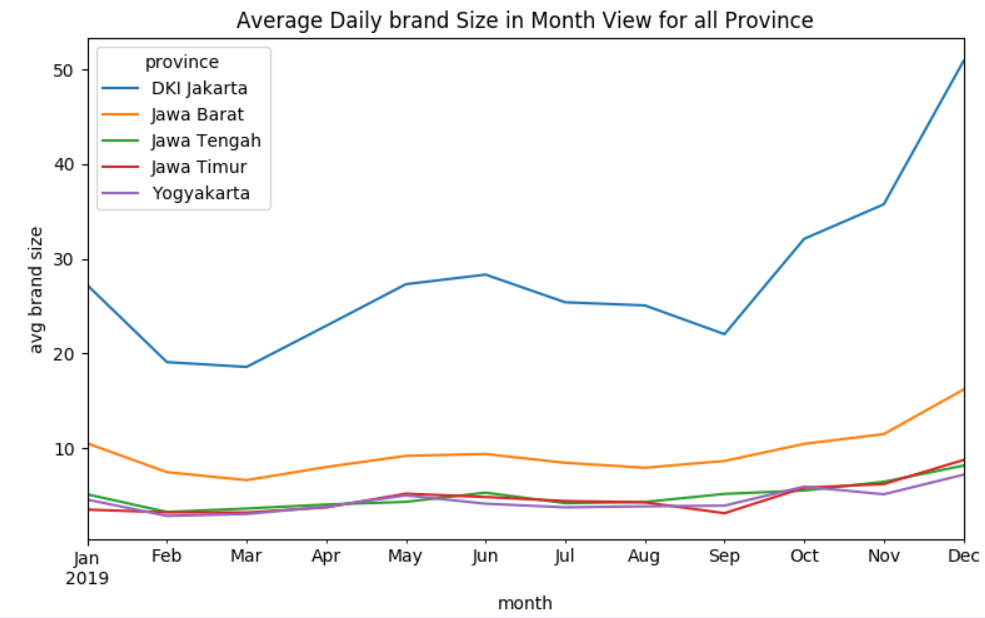 Average Daily brand Size in Month View for all Province
province
DKI Jakarta
Jawa Barat
Jawa Tengah
Jawa Timur
Yogyakarta
avg brand size
50
40
30
20
10
Jan Feb Mar Apr May Jun Jul Aug Sep Oct Nov Dec
2019
month